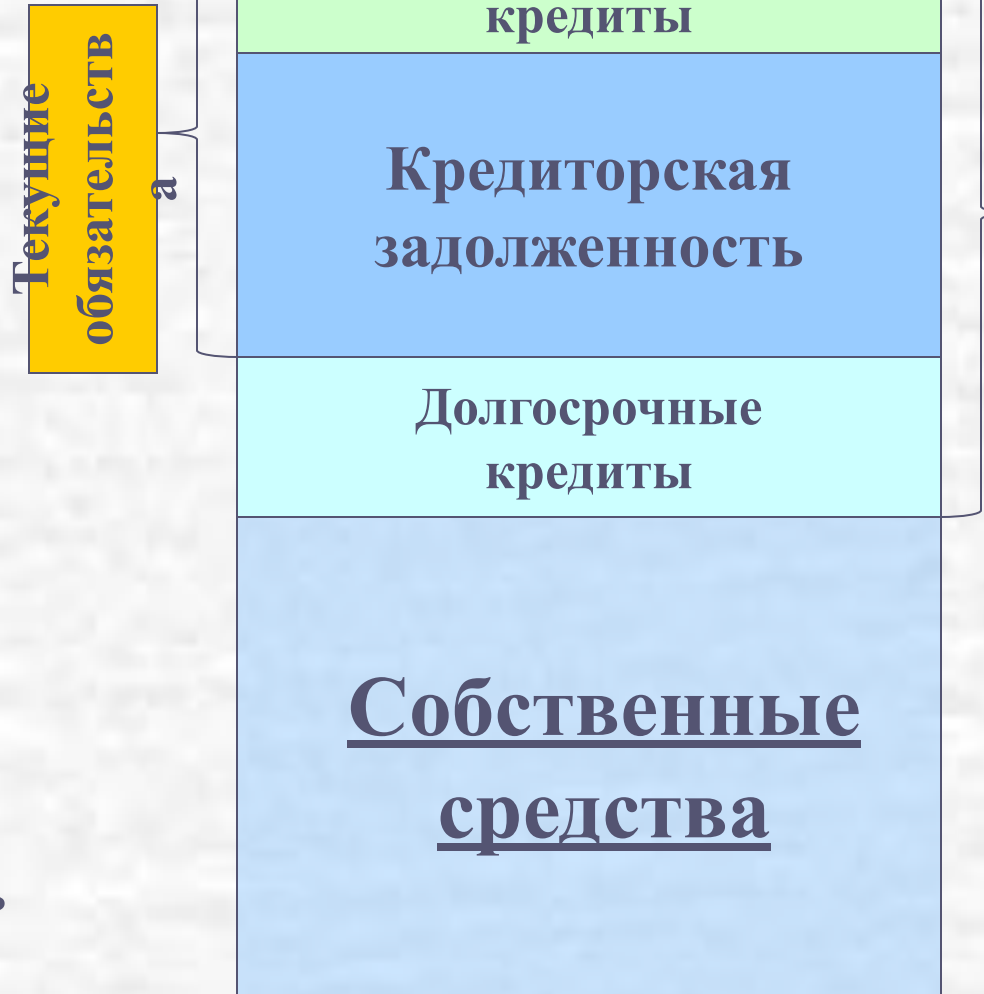 Текущие
обязательств
а
кредиты
Кредиторская
задолженность
Долгосрочные
кредиты
Собственные
средства